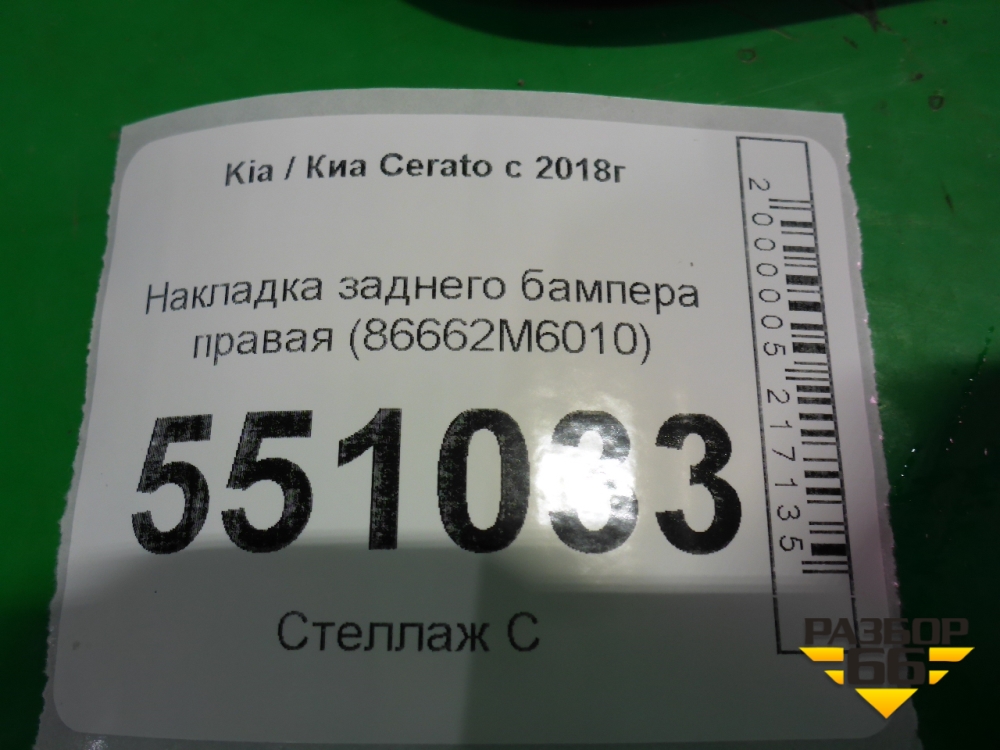 Kia / Киа Cerato с 2018г
Накладка заднего бампера
правая (86662M6010)
551033
Стеллаж С
2000005217135
РАЗБОР
66